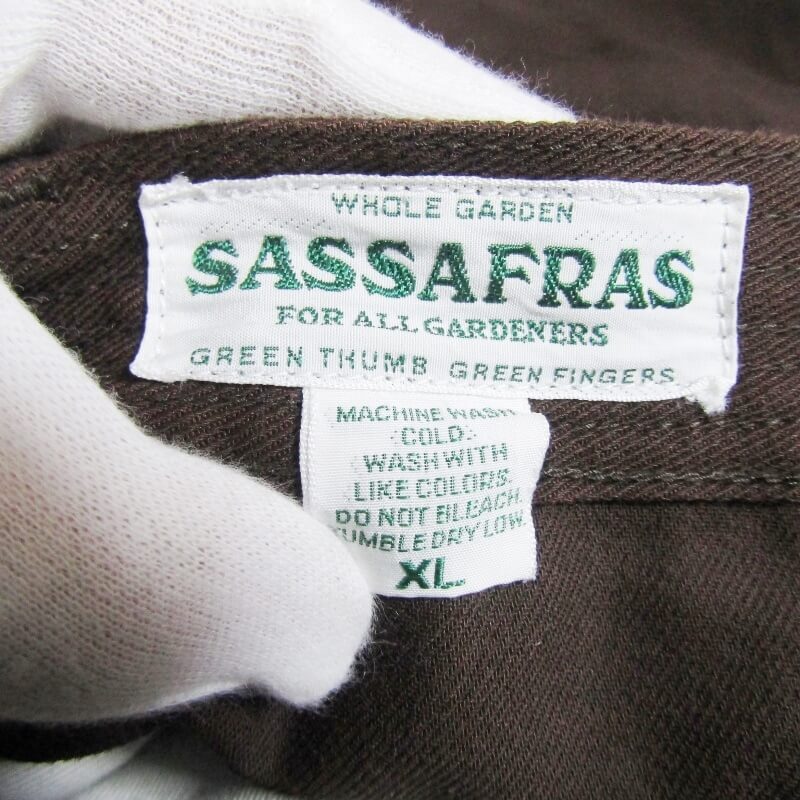 WHOLE GARDEN
SASSAFRAS
FOR ALL GARDENERS
GREEN THUMB GREEN FINGERS
MACHINE WASH
COLD.
WASH WITH
LIKE COLORS.
DO NOT BLEACH.
TUMBLE DRY LOW.
XL